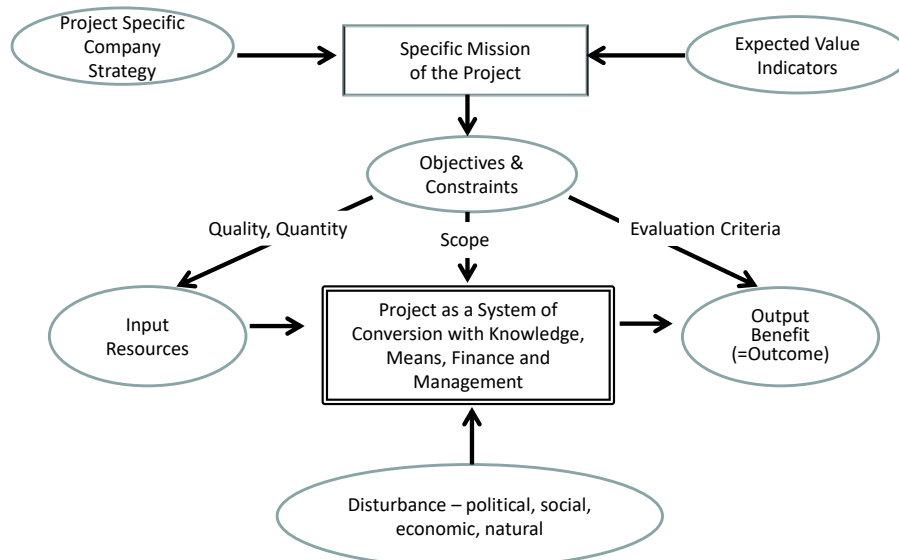 Project Specific
Company
Strategy
Specific Mission
of the Project
Expected Value
Indicators
Objectives &
Constraints
Quality, Quantity
Scope
Evaluation Criteria
Input
Resources
Project as a System of
Conversion with Knowledge,
Means, Finance and
Management
Output
Benefit
(=Outcome)
Disturbance – political, social,
economic, natural